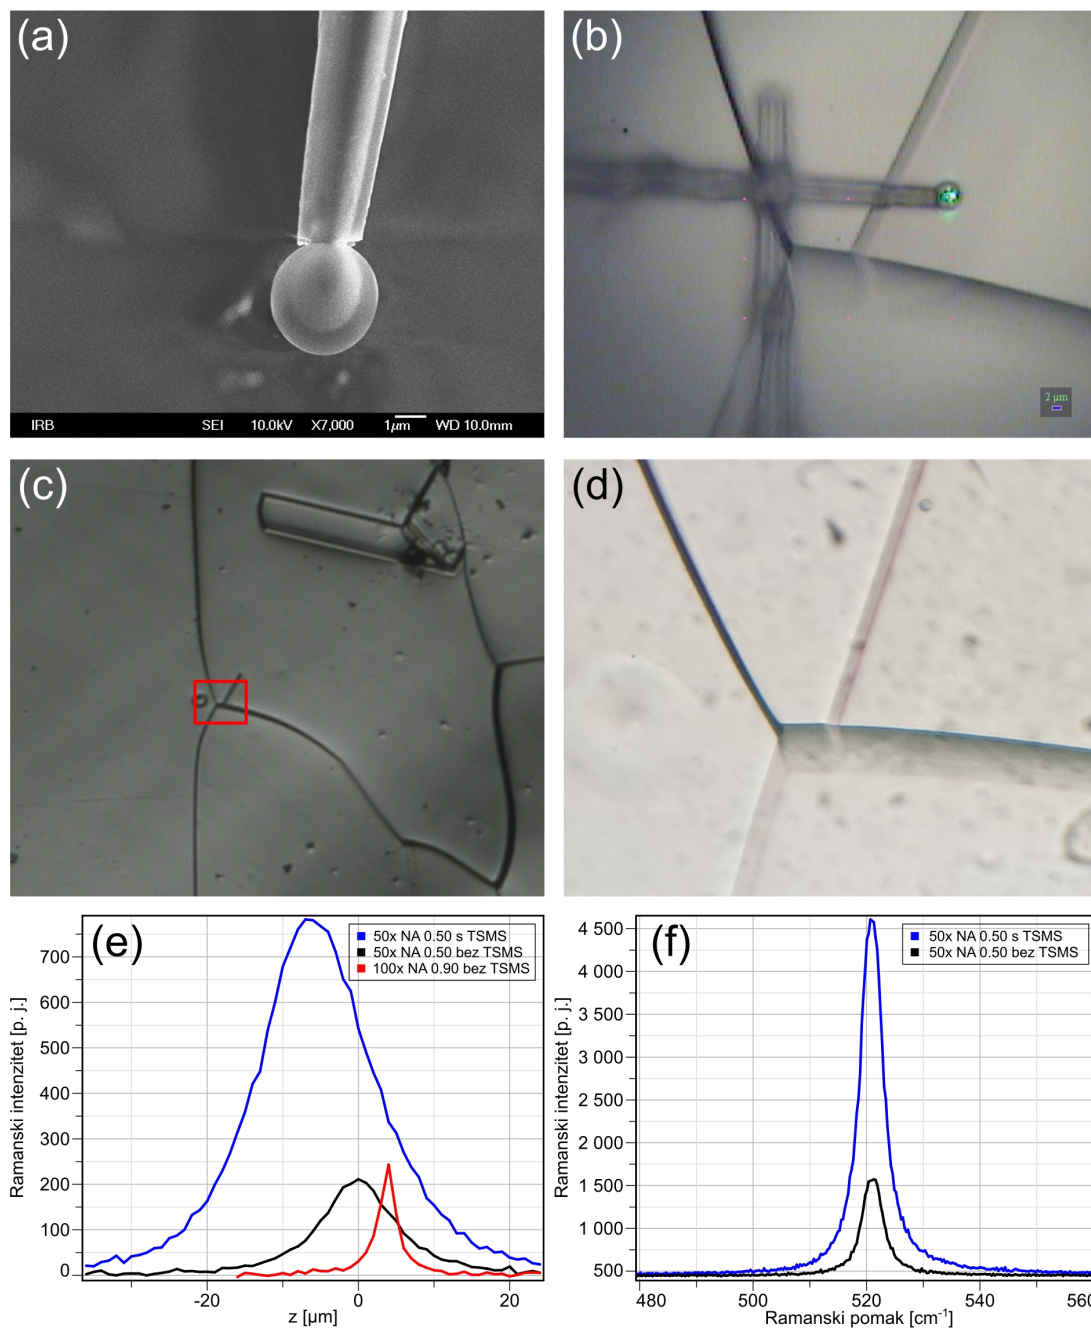 (a)
IRB SEI 10.0kV X7,000 1µm WD 10.0mm
(b)
2 µm
(c)
(d)
(e)
50x NA 0.50 s TSMS
50x NA 0.50 bez TSMS
100x NA 0.90 bez TSMS
Ramanski intenzitet [p. j.]
700
600
500
400
300
200
100
0
-20 0 20
z [µm]
(f)
50x NA 0.50 s TSMS
50x NA 0.50 bez TSMS
Ramanski intenzitet [p. j.]
4 500
4 000
3 500
3 000
2 500
2 000
1 500
1 000
500
480 500 520 540 560
Ramanski pomak [cm⁻¹]